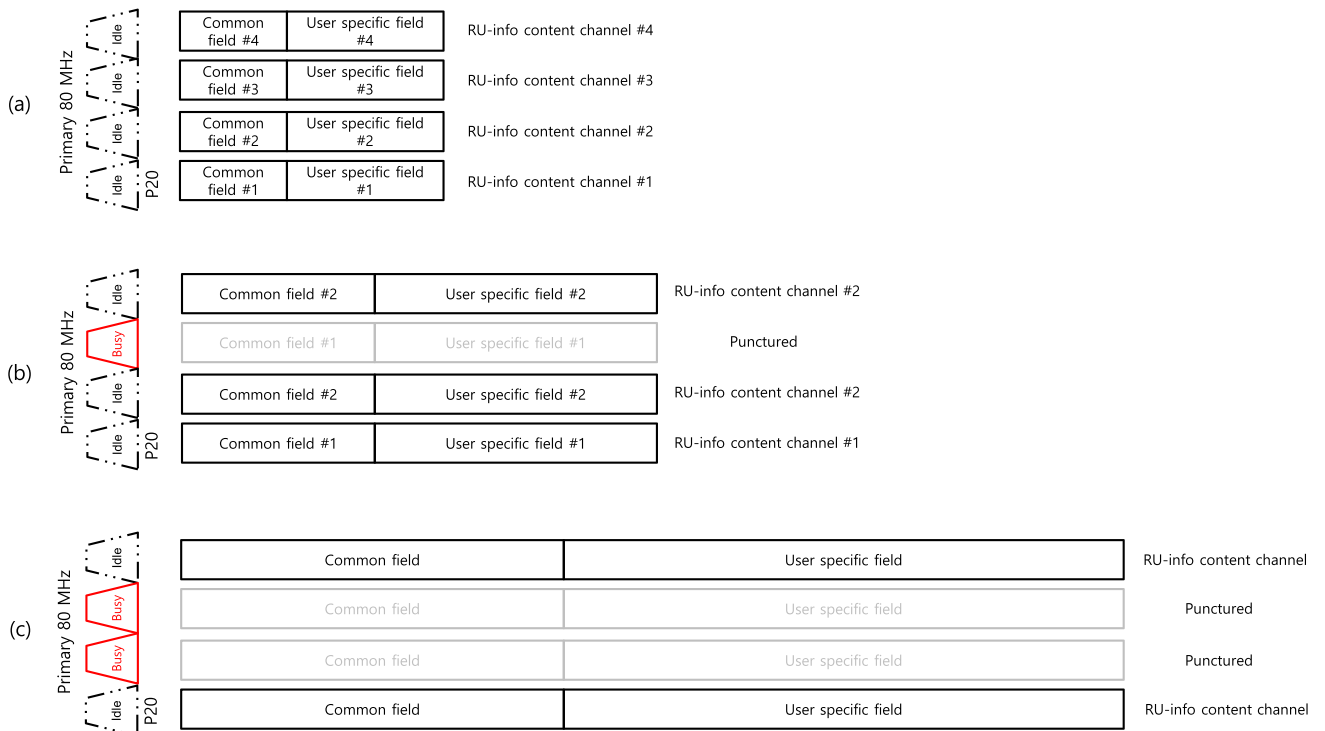 (a)
Primary 80 MHz
Idle
Common
field #4
User specific field
#4
RU-info content channel #4
Idle
Common
field #3
User specific field
#3
RU-info content channel #3
Idle
Common
field #2
User specific field
#2
RU-info content channel #2
Idle
P20
Common
field #1
User specific field
#1
RU-info content channel #1
(b)
Primary 80 MHz
Idle
Common field #2
User specific field #2
RU-info content channel #2
Busy
Common field #1
User specific field #1
Punctured
Idle
Common field #2
User specific field #2
RU-info content channel #2
Idle
P20
Common field #1
User specific field #1
RU-info content channel #1
(c)
Primary 80 MHz
Idle
Common field
User specific field
RU-info content channel
Busy
Common field
User specific field
Punctured
Busy
Common field
User specific field
Punctured
Idle
P20
Common field
User specific field
RU-info content channel